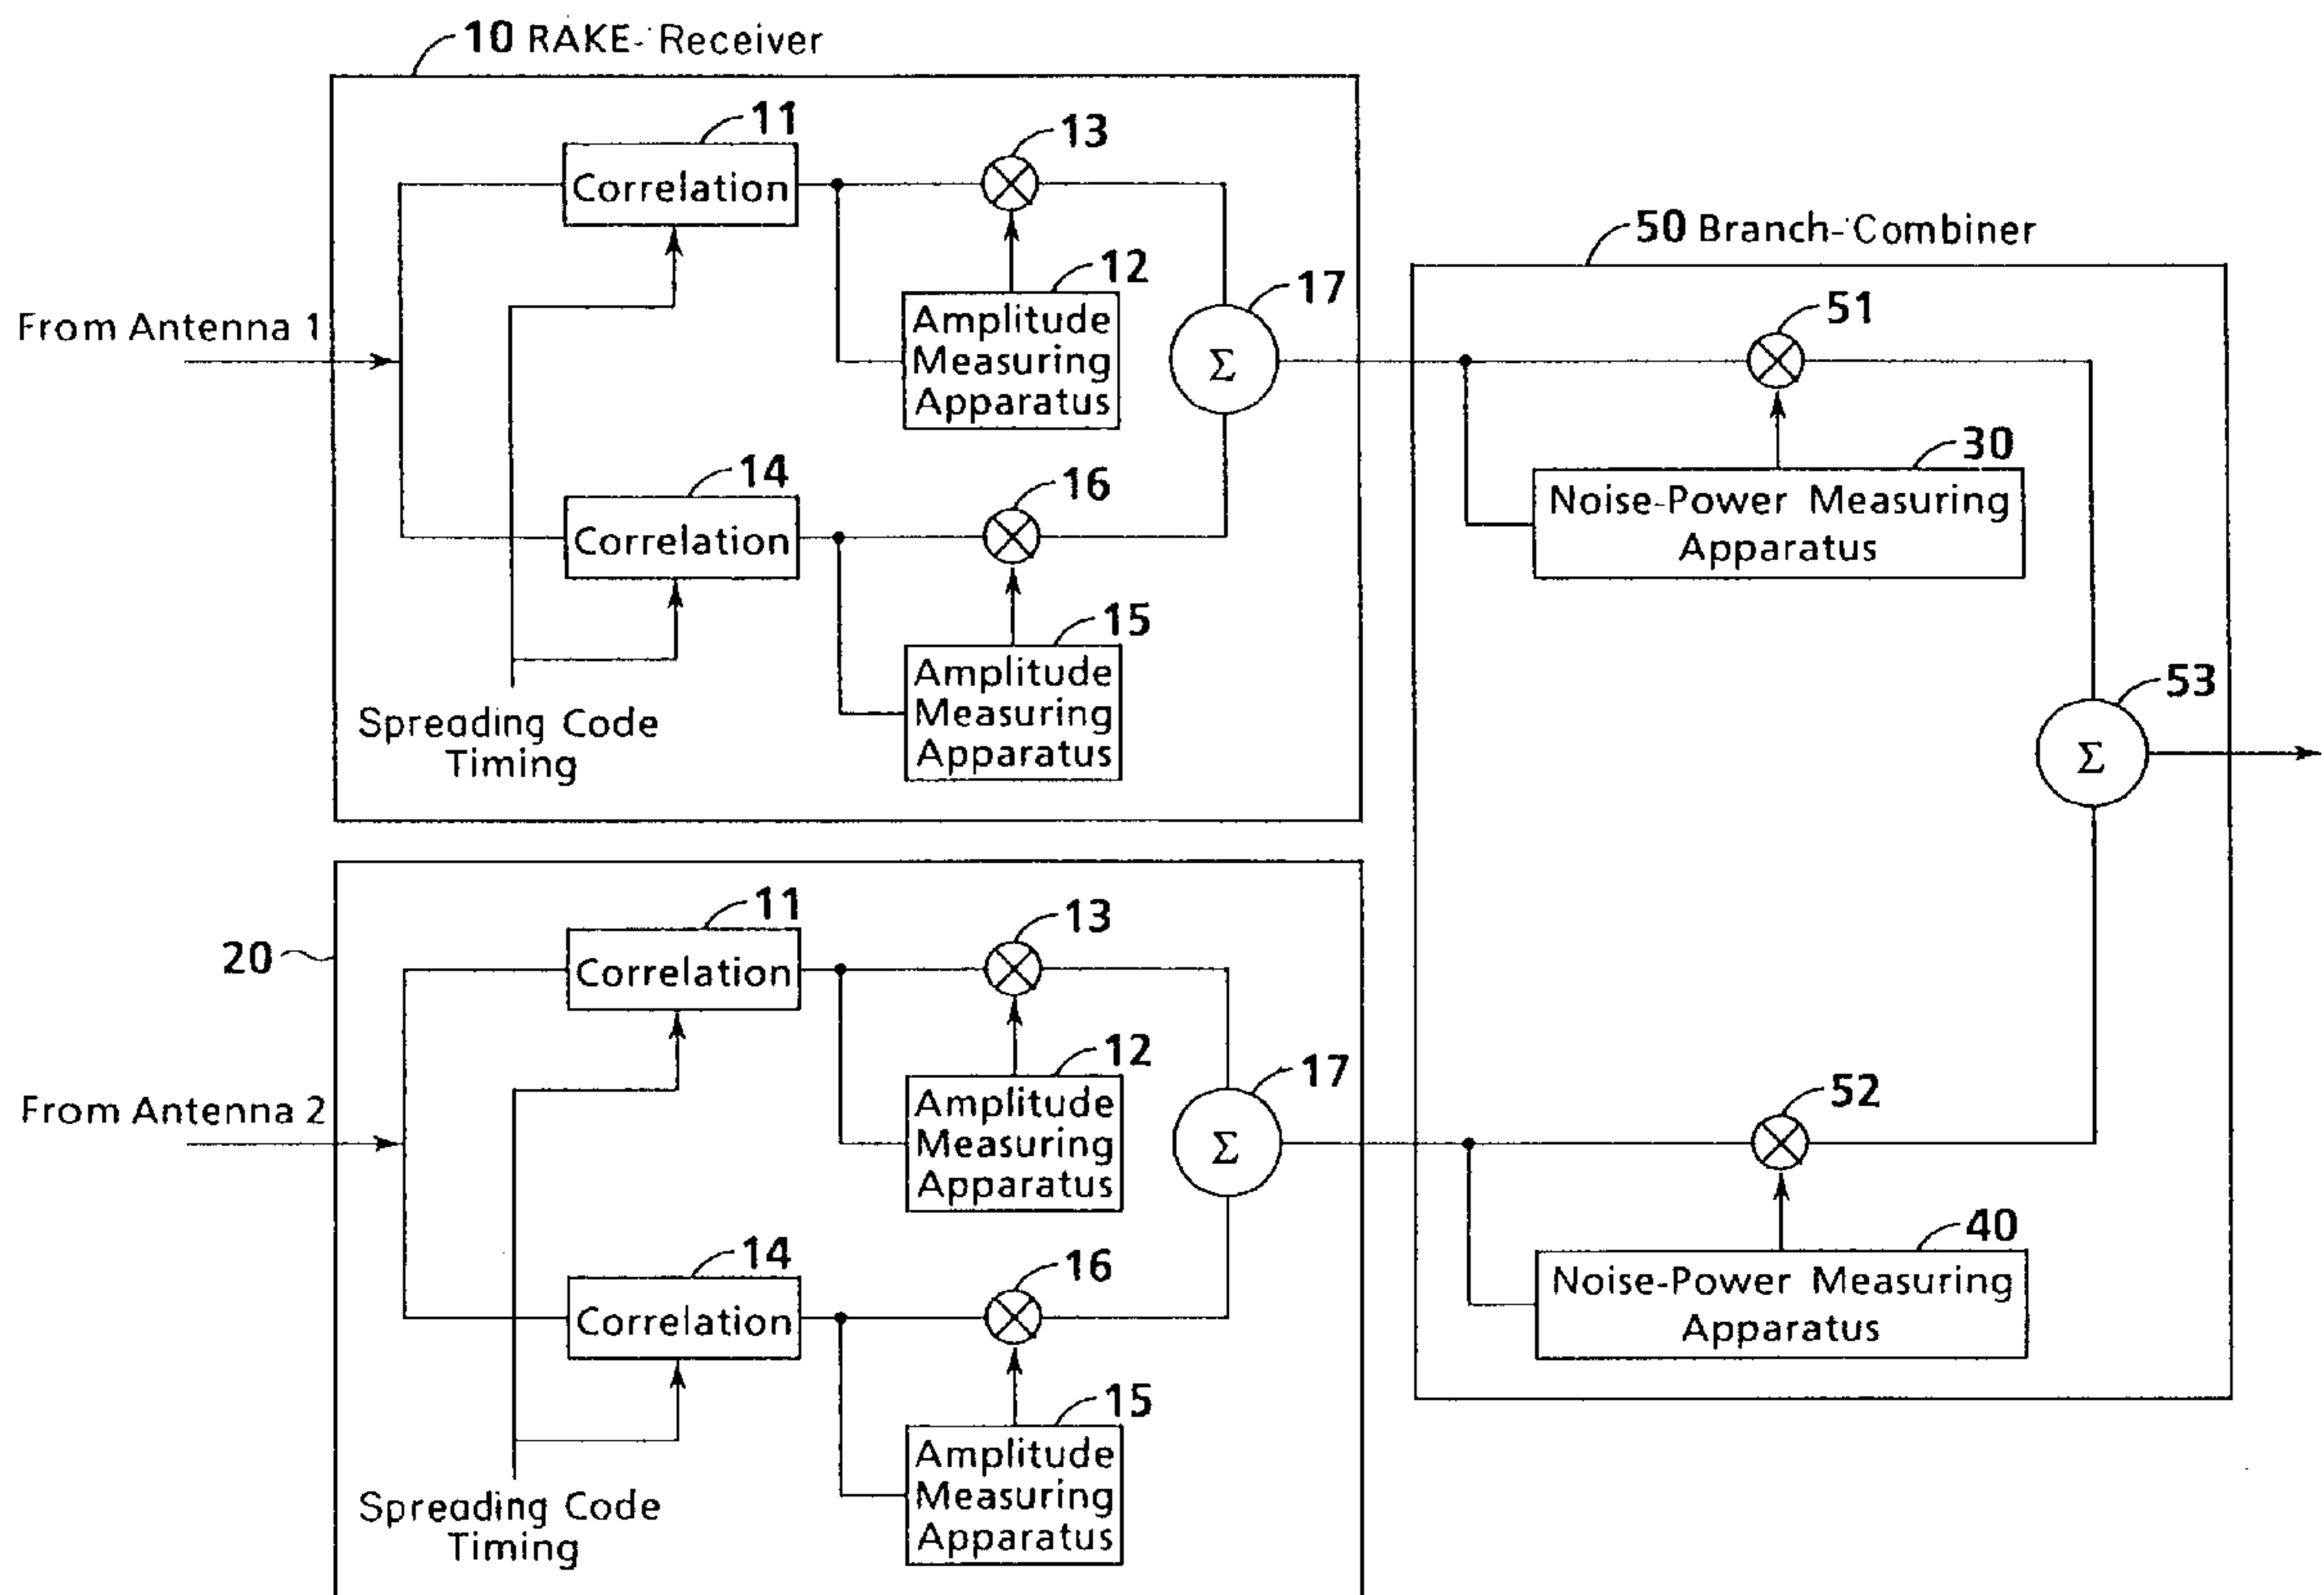 10 RAKE- Receiver
11
13
Correlation
12
Amplitude
Measuring
Apparatus
17
Σ
From Antenna 1
14
16
Correlation
15
Amplitude
Measuring
Apparatus
Spreading Code
Timing
50 Branch- Combiner
51
30
Noise-Power Measuring
Apparatus
53
Σ
20
11
13
Correlation
12
Amplitude
Measuring
Apparatus
17
Σ
From Antenna 2
14
16
Correlation
15
Amplitude
Measuring
Apparatus
Spreading Code
Timing
52
40
Noise-Power Measuring
Apparatus